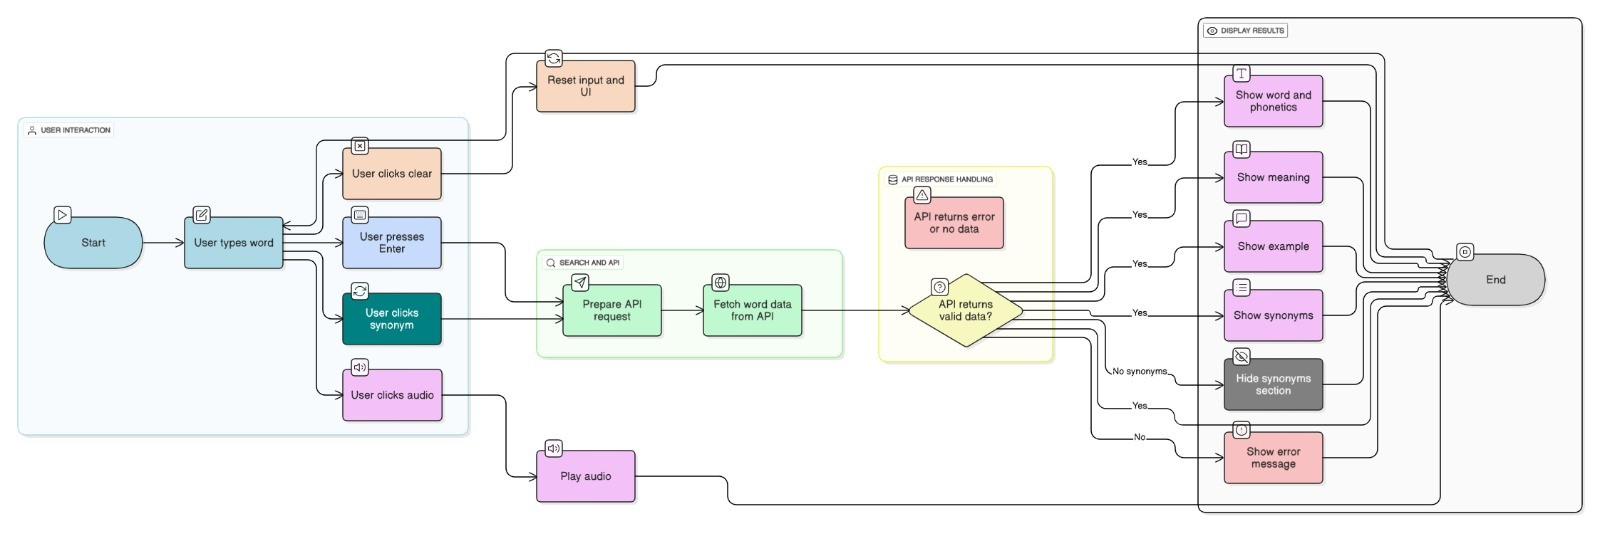 DISPLAY RESULTS
Reset input and
UI
Show word and
phonetics
USER INTERACTION
Yes
User clicks clear
API RESPONSE HANDLING
Show meaning
API returns error
or no data
Yes
Start
User types word
User presses
Enter
Show example
SEARCH AND API
Yes
End
Prepare API
request
Fetch word data
from API
API returns
valid data?
User clicks
synonym
Yes
Show synonyms
No synonyms
Hide synonyms
section
User clicks audio
Yes
No
Show error
message
Play audio